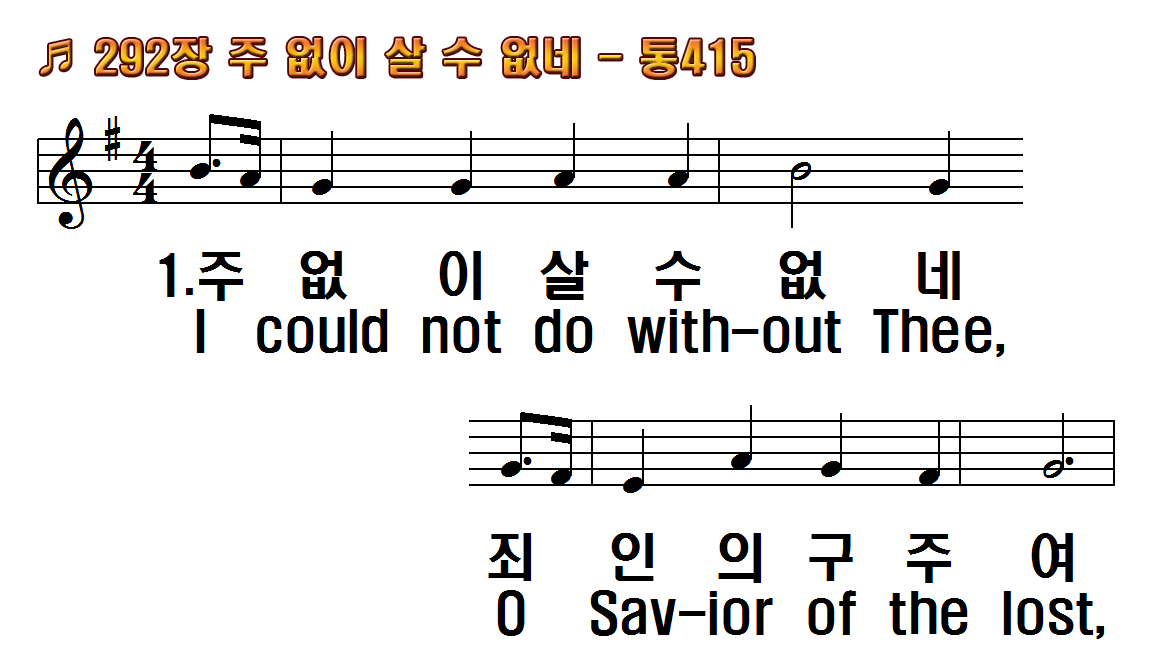 ♬ 292장 주 없이 살 수 없네 - 통415
1.주 없 이 살 수 없 네
I could not do with-out Thee,
죄 인 의 구 주 여
O Sav-ior of the lost,